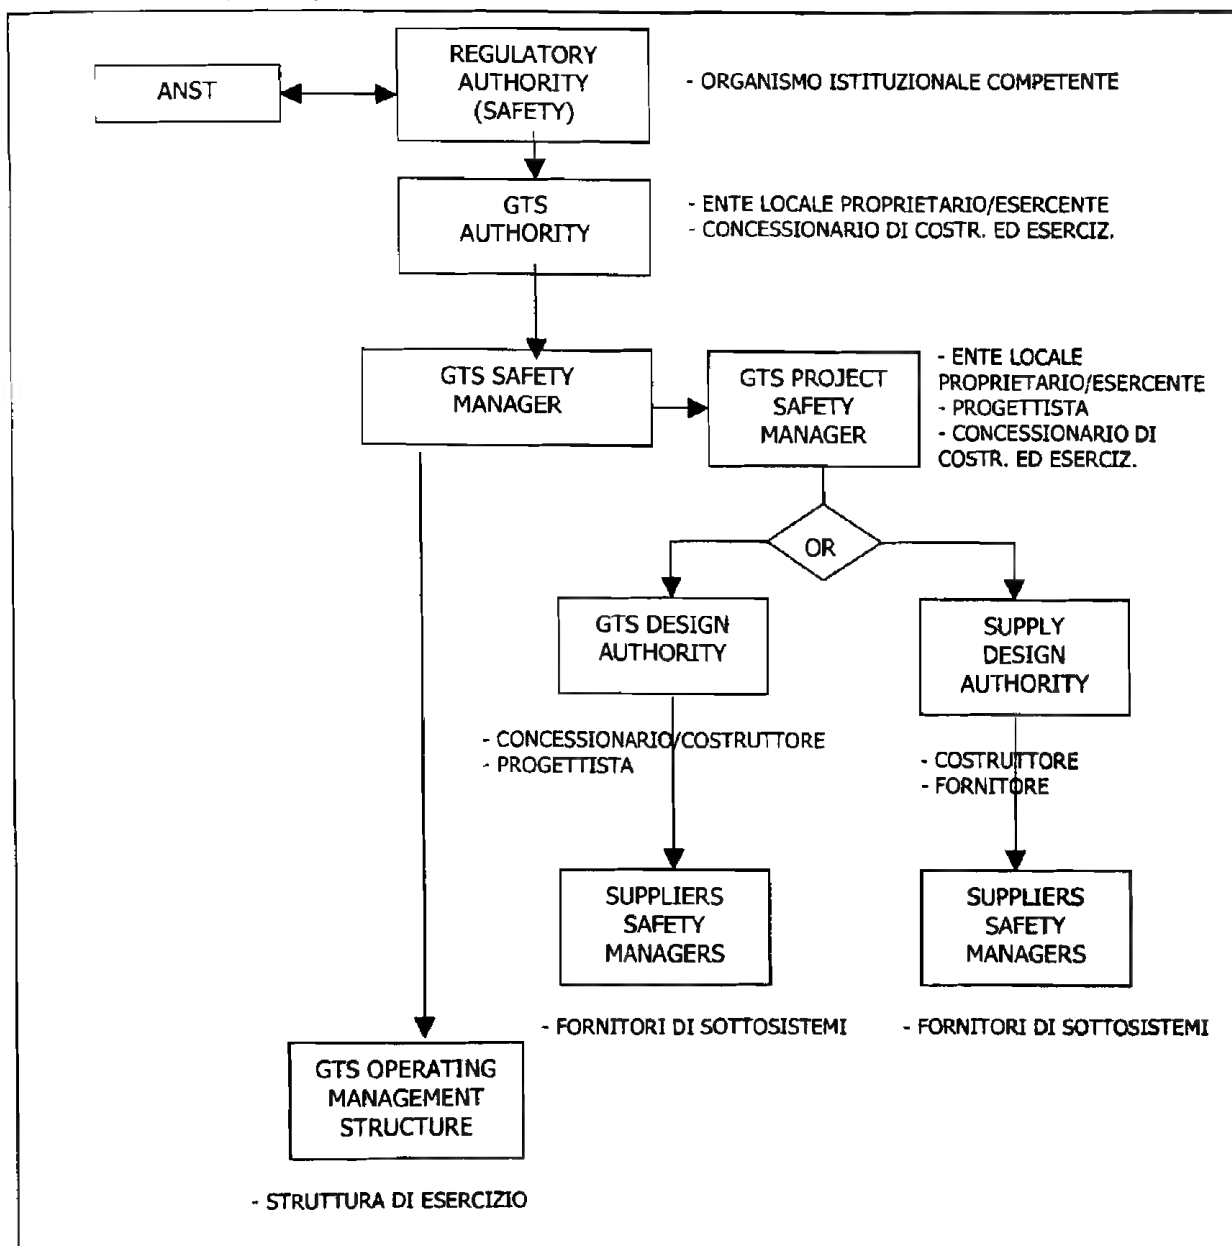 REGULATORY
AUTHORITY
(SAFETY)
ANST
- ORGANISMO ISTITUZIONALE COMPETENTE
GTS
AUTHORITY
- ENTE LOCALE PROPRIETARIO/ESERCENTE
- CONCESSIONARIO DI COSTR. ED ESERCIZ.
GTS SAFETY
MANAGER
GTS PROJECT
SAFETY
MANAGER
- ENTE LOCALE
PROPRIETARIO/ESERCENTE
- PROGETTISTA
- CONCESSIONARIO DI
COSTR. ED ESERCIZ.
OR
GTS DESIGN
AUTHORITY
SUPPLY
DESIGN
AUTHORITY
- CONCESSIONARIO/COSTRUTTORE
- PROGETTISTA
- COSTRUTTORE
- FORNITORE
SUPPLIERS
SAFETY
MANAGERS
SUPPLIERS
SAFETY
MANAGERS
- FORNITORI DI SOTTOSISTEMI
- FORNITORI DI SOTTOSISTEMI
GTS OPERATING
MANAGEMENT
STRUCTURE
- STRUTTURA DI ESERCIZIO